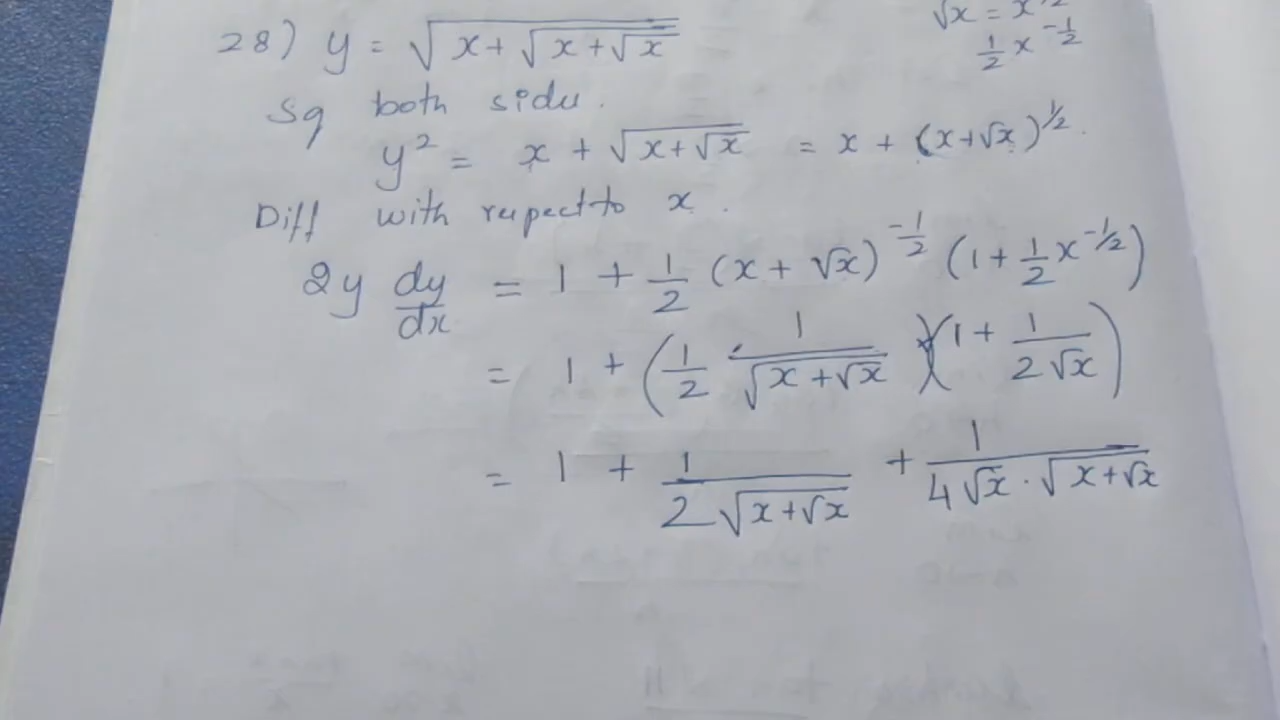 √x = x^1/2
1/2 x^-1/2
28) y = √(x+√(x+√x))
Sq both side.
y² = x + √(x+√x) = x + (x+√x)^1/2.
Diff with respect to x.
2y dy/dx = 1 + 1/2 (x + √x)^-1/2 (1 + 1/2 x^-1/2)
= 1 + (1/2 1/√(x+√x)) (1 + 1/(2√x))
= 1 + 1/(2√(x+√x)) + 1/(4√x · √(x+√x))